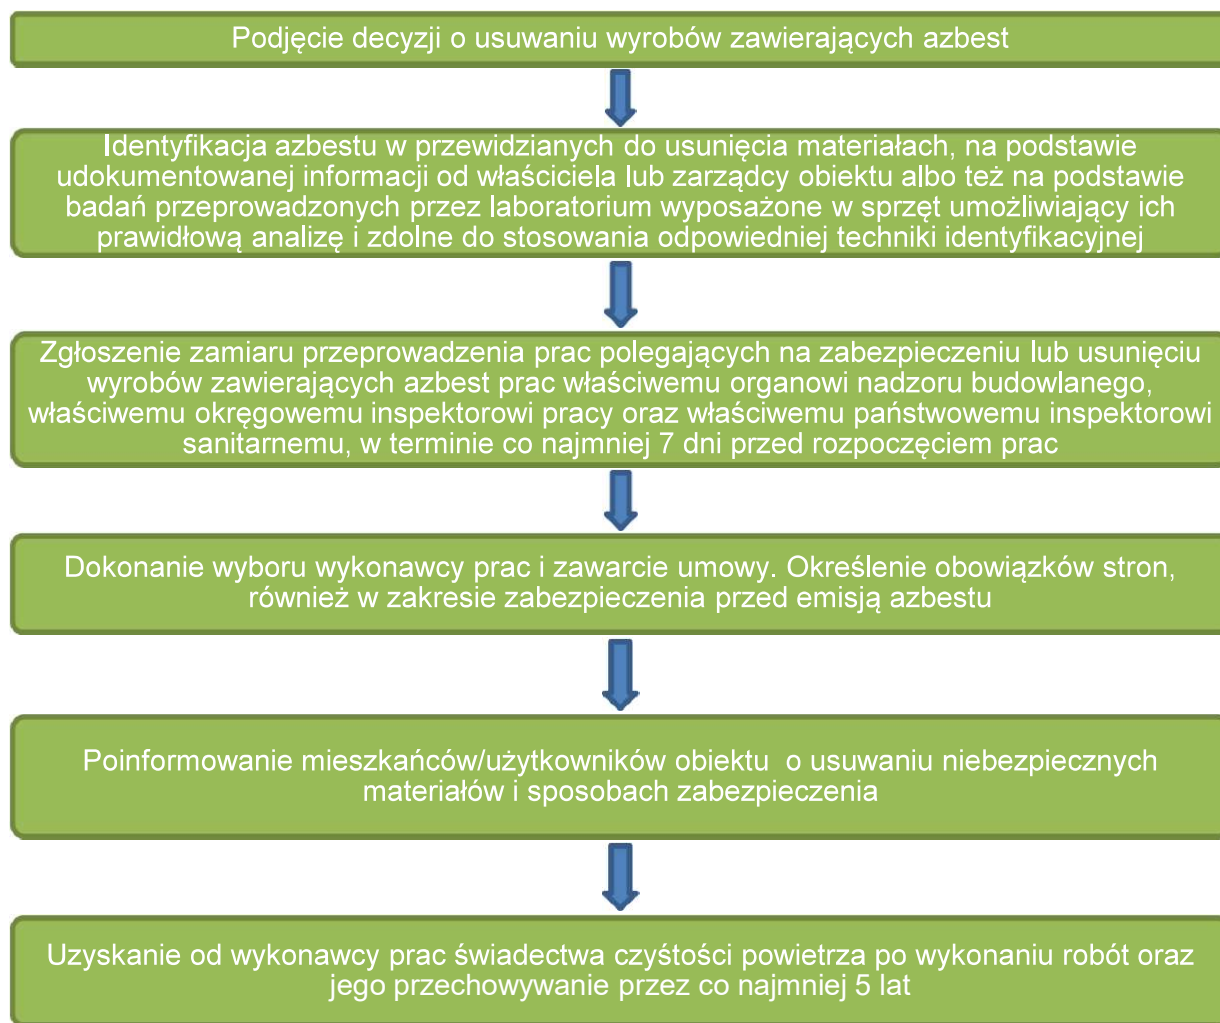 Podjęcie decyzji o usuwaniu wyrobów zawierających azbest
Identyfikacja azbestu w przewidzianych do usunięcia materiałach, na podstawie
udokumentowanej informacji od właściciela lub zarządcy obiektu albo też na podstawie
badań przeprowadzonych przez laboratorium wyposażone w sprzęt umożliwiający ich
prawidłową analizę i zdolne do stosowania odpowiedniej techniki identyfikacyjnej
Zgłoszenie zamiaru przeprowadzenia prac polegających na zabezpieczeniu lub usunięciu
wyrobów zawierających azbest prac właściwemu organowi nadzoru budowlanego,
właściwemu okręgowemu inspektorowi pracy oraz właściwemu państwowemu inspektorowi
sanitarnemu, w terminie co najmniej 7 dni przed rozpoczęciem prac
Dokonanie wyboru wykonawcy prac i zawarcie umowy. Określenie obowiązków stron,
również w zakresie zabezpieczenia przed emisją azbestu
Poinformowanie mieszkańców/użytkowników obiektu o usuwaniu niebezpiecznych
materiałów i sposobach zabezpieczenia
Uzyskanie od wykonawcy prac świadectwa czyśtości powietrza po wykonaniu robót oraz
jego przechowywanie przez co najmniej 5 lat